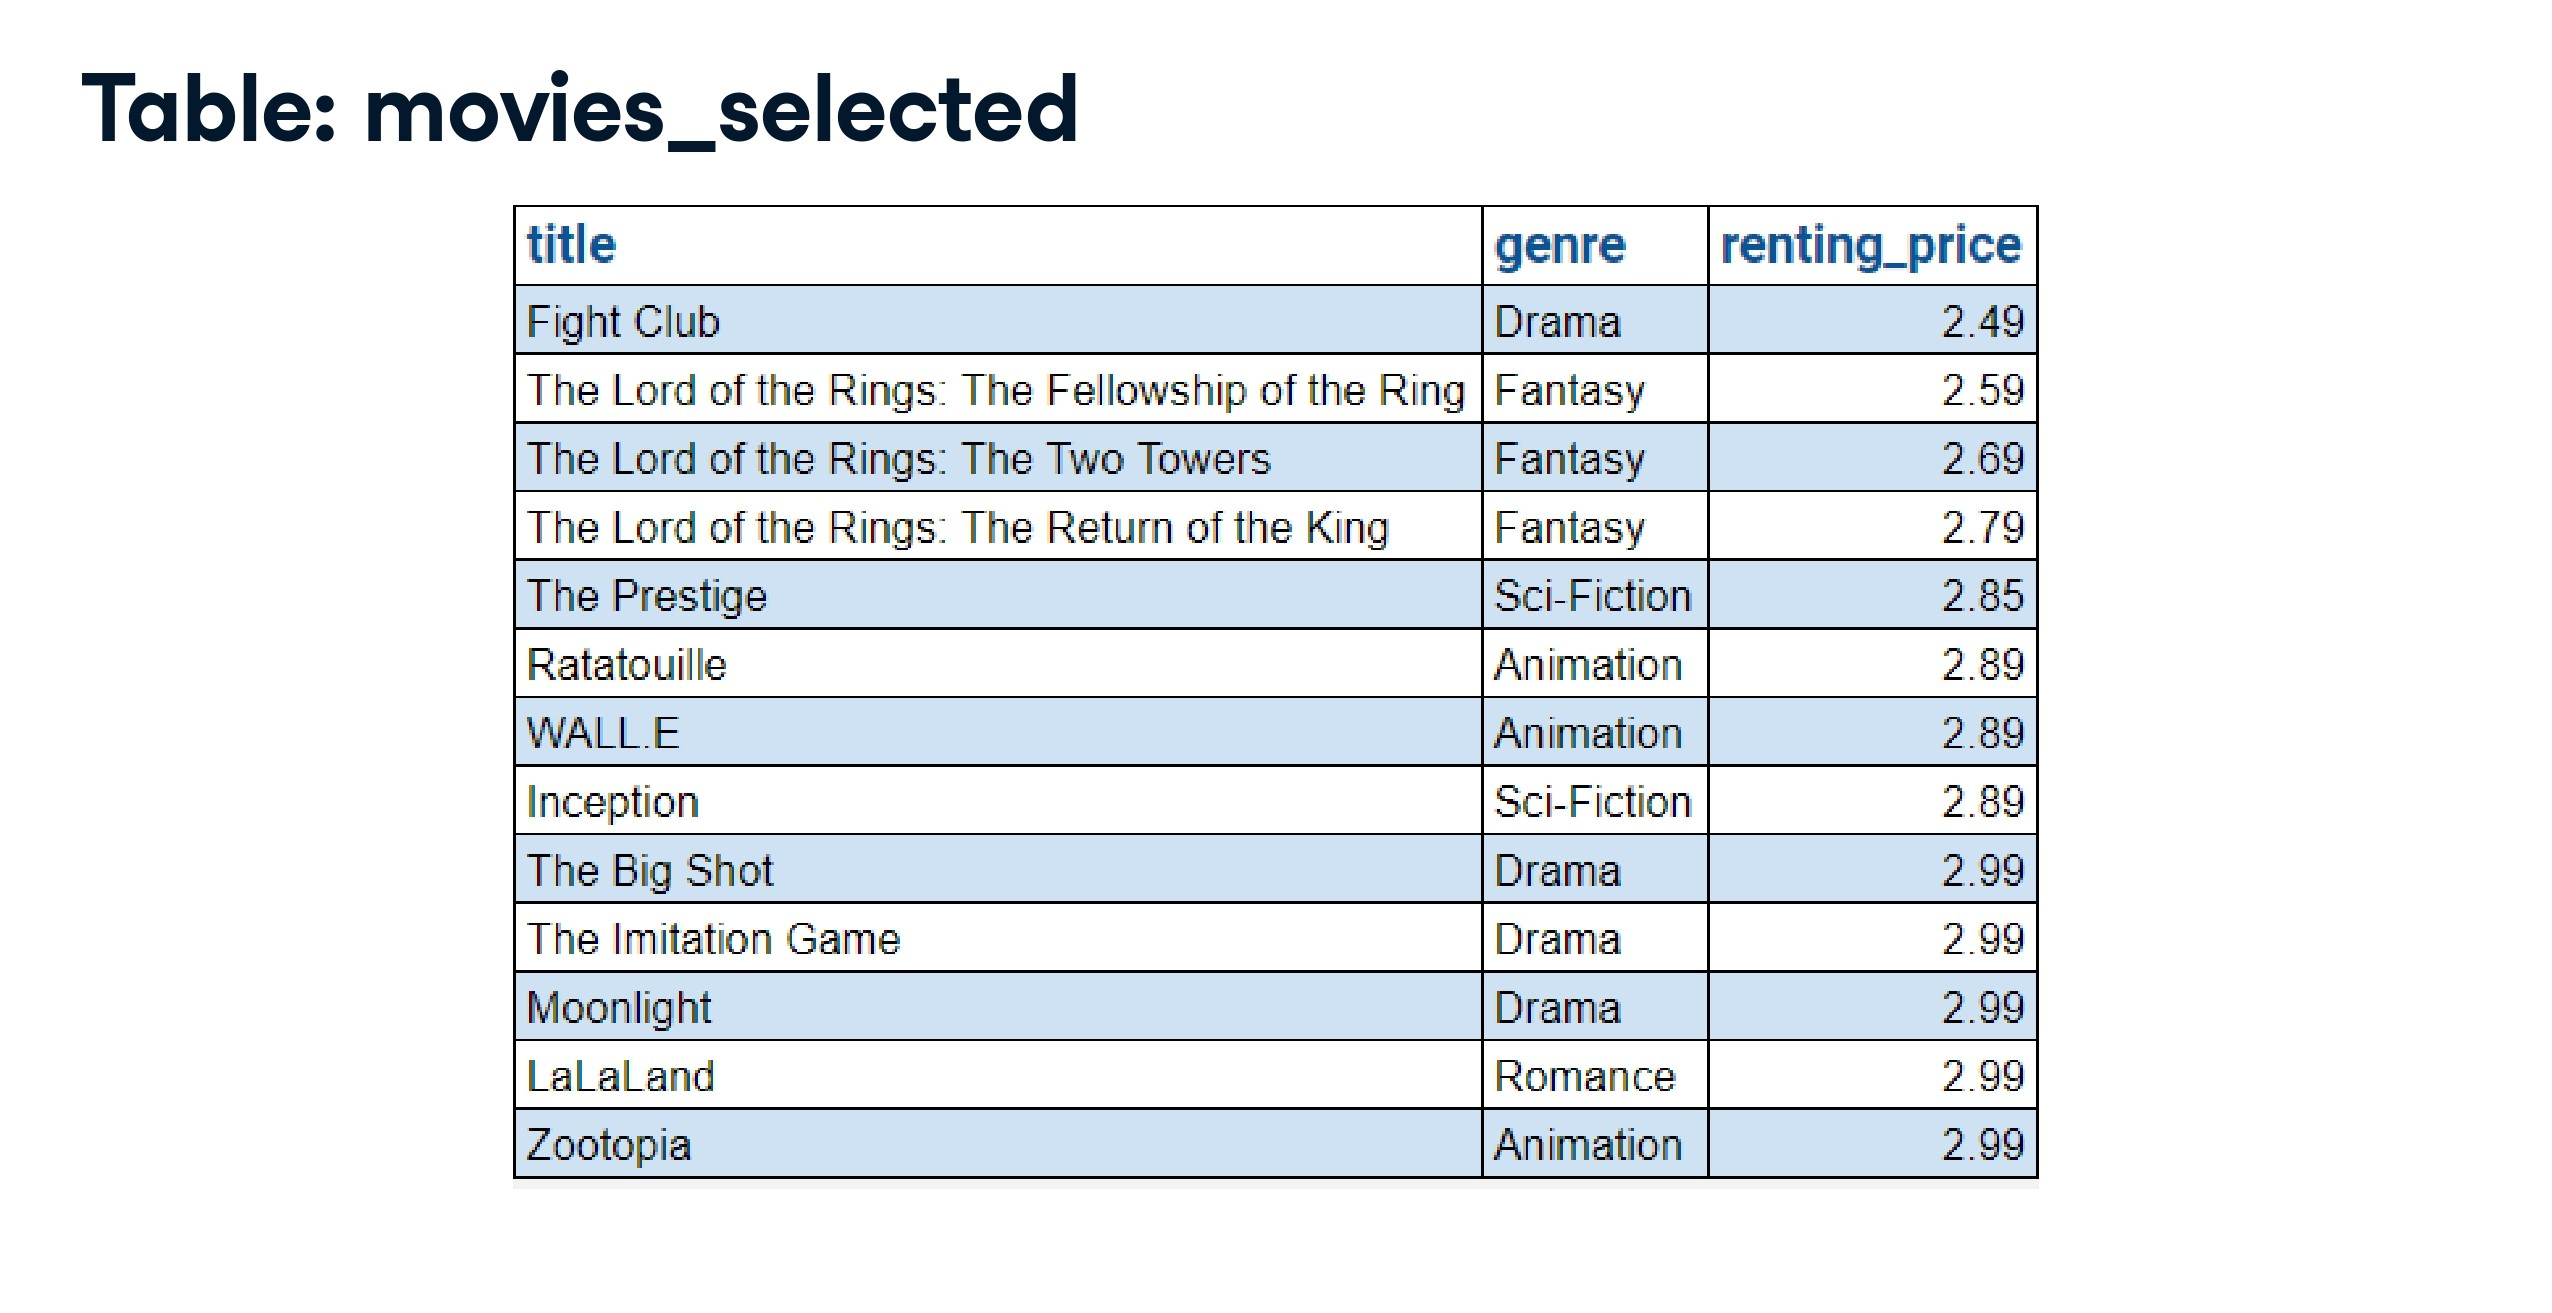 Table: movies_selected
title genre renting_price
Fight Club Drama 2.49
The Lord of the Rings: The Fellowship of the Ring Fantasy 2.59
The Lord of the Rings: The Two Towers Fantasy 2.69
The Lord of the Rings: The Return of the King Fantasy 2.79
The Prestige Sci-Fiction 2.85
Ratatouille Animation 2.89
WALL.E Animation 2.89
Inception Sci-Fiction 2.89
The Big Shot Drama 2.99
The Imitation Game Drama 2.99
Moonlight Drama 2.99
LaLaLand Romance 2.99
Zootopia Animation 2.99